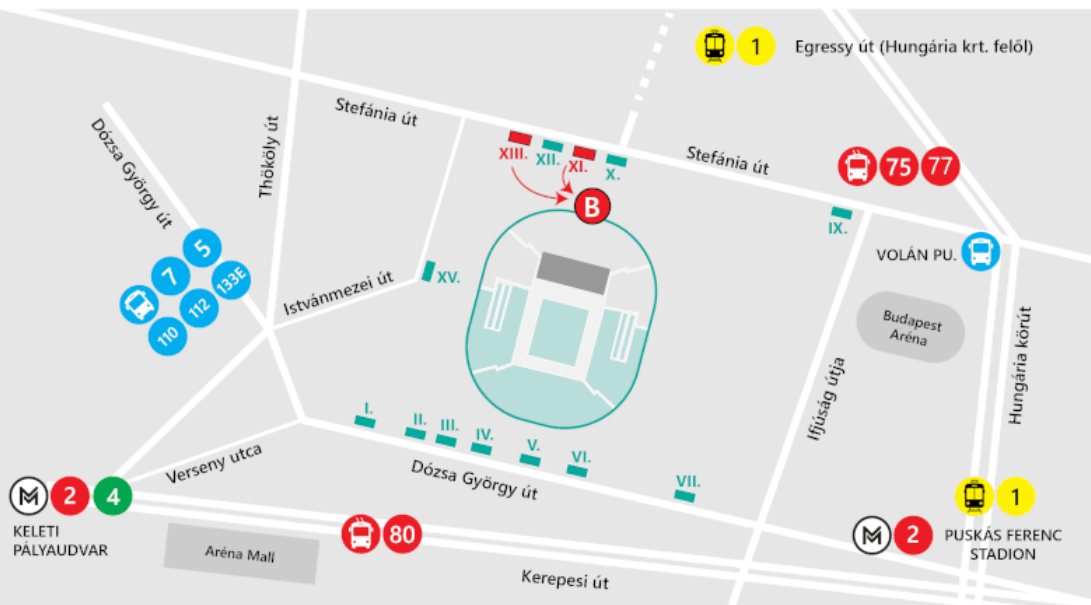 1
Egressy út (Hungária krt. felől)
Stefánia út
Dózsa György út
Thököly út
XIII.
XII.
XI.
X.
Stefánia út
75
77
B
IX.
5
7
133E
112
110
Istvánmezei út
XV.
VOLÁN PU.
Budapest
Aréna
Hungária körút
Ifjúság útja
I.
II.
III.
IV.
V.
VI.
VII.
Verseny utca
Dózsa György út
M
2
4
KELETI
PÁLYAUDVAR
Aréna Mall
80
Kerepesi út
1
M
2
PUSKÁS FERENC
STADION